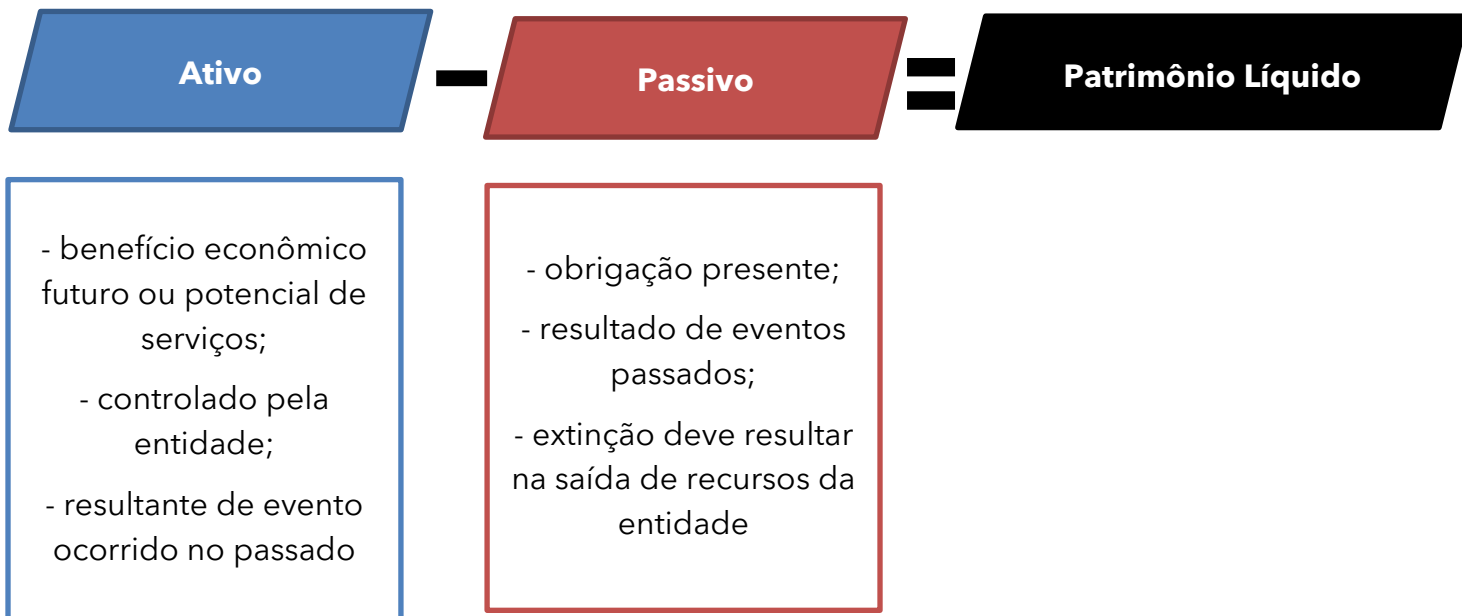 Ativo
Passivo
Patrimônio Líquido
- benefício econômico
futuro ou potencial de
serviços;
- controlado pela
entidade;
- resultante de evento
ocorrido no passado
- obrigação presente;
- resultado de eventos
passados;
- extinção deve resultar
na saída de recursos da
entidade